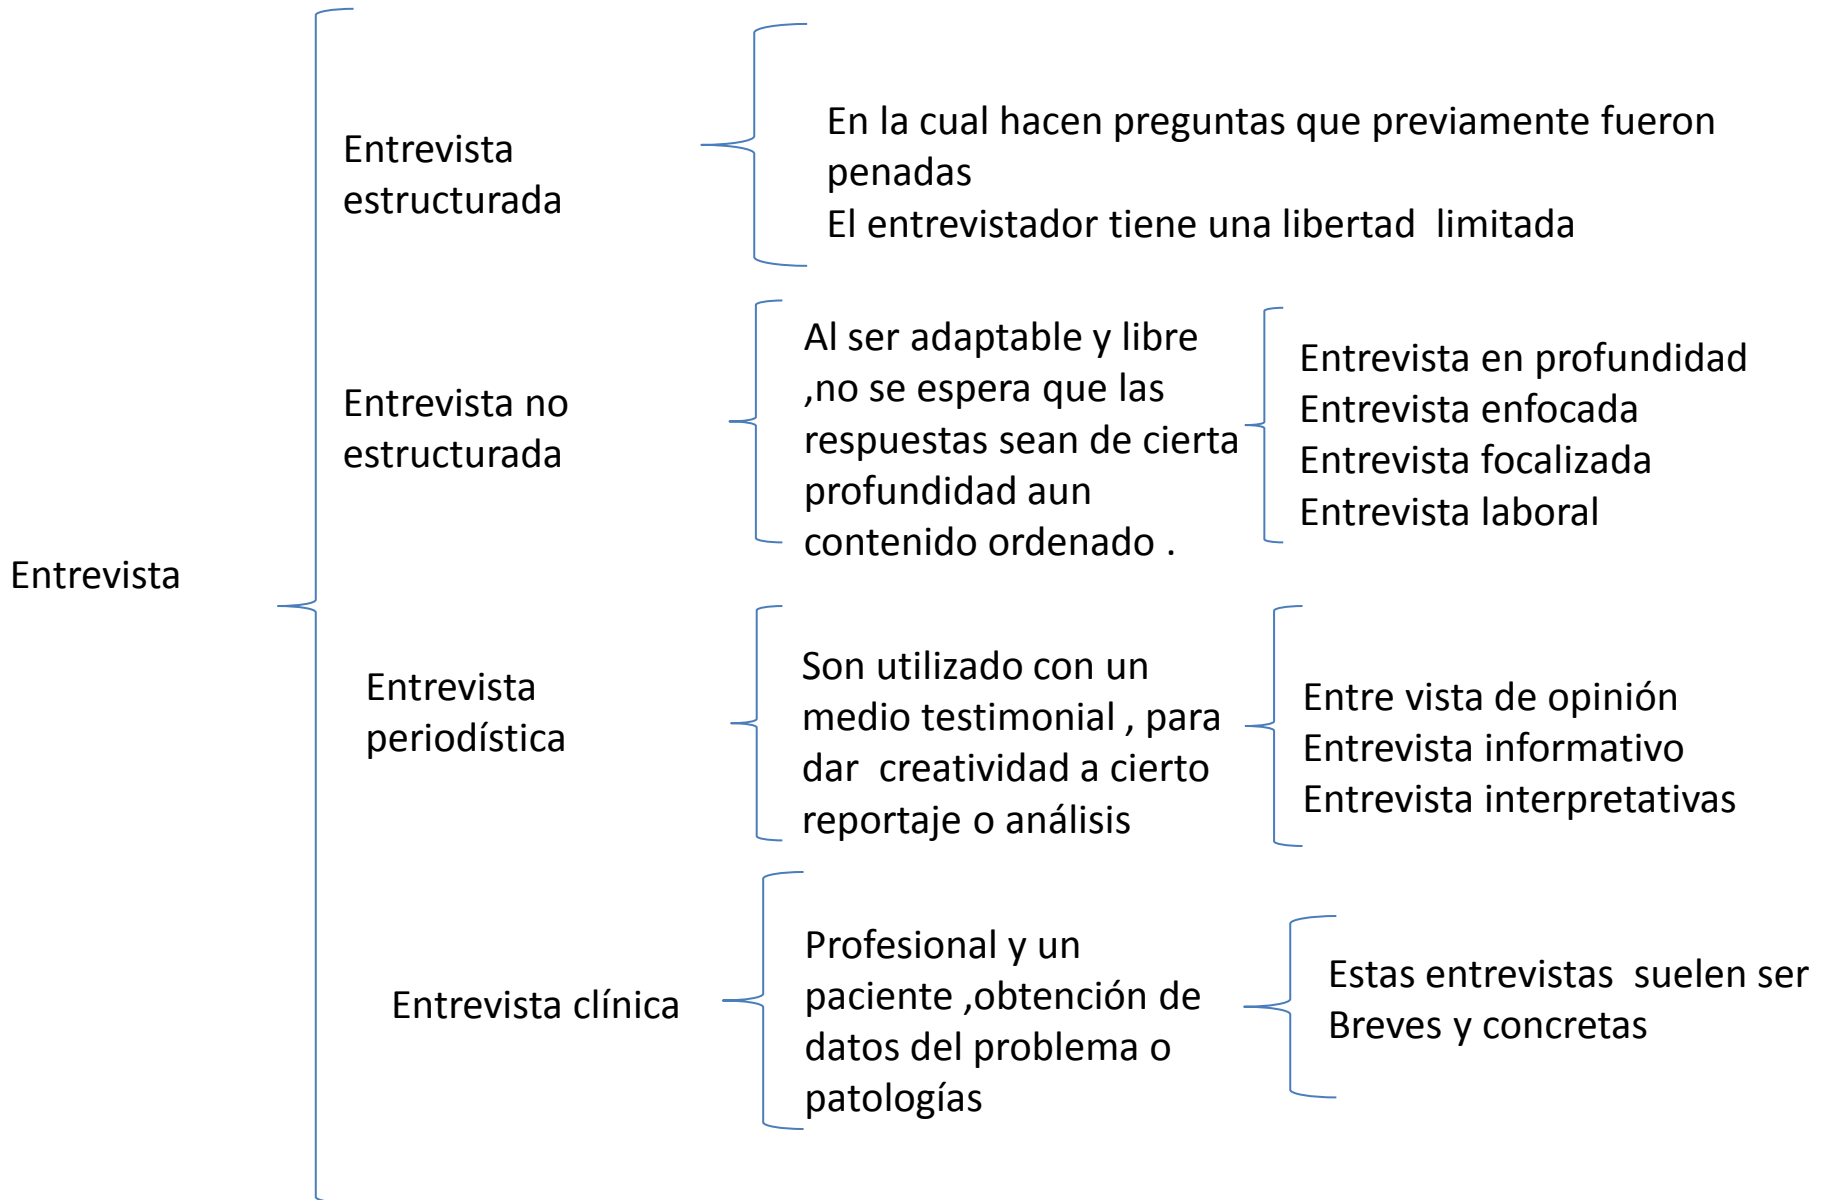 Entrevista
Entrevista
estructurada
En la cual hacen preguntas que previamente fueron
penadas
El entrevistador tiene una libertad  limitada
Entrevista no
estructurada
Al ser adaptable y libre
,no se espera que las
respuestas sean de cierta
profundidad aun
contenido ordenado .
Entrevista en profundidad
Entrevista enfocada
Entrevista focalizada
Entrevista laboral
Entrevista
periodística
Son utilizado con un
medio testimonial , para
dar  creatividad a cierto
reportaje o análisis
Entre vista de opinión
Entrevista informativo
Entrevista interpretativas
Entrevista clínica
Profesional y un
paciente ,obtención de
datos del problema o
patologías
Estas entrevistas  suelen ser
Breves y concretas